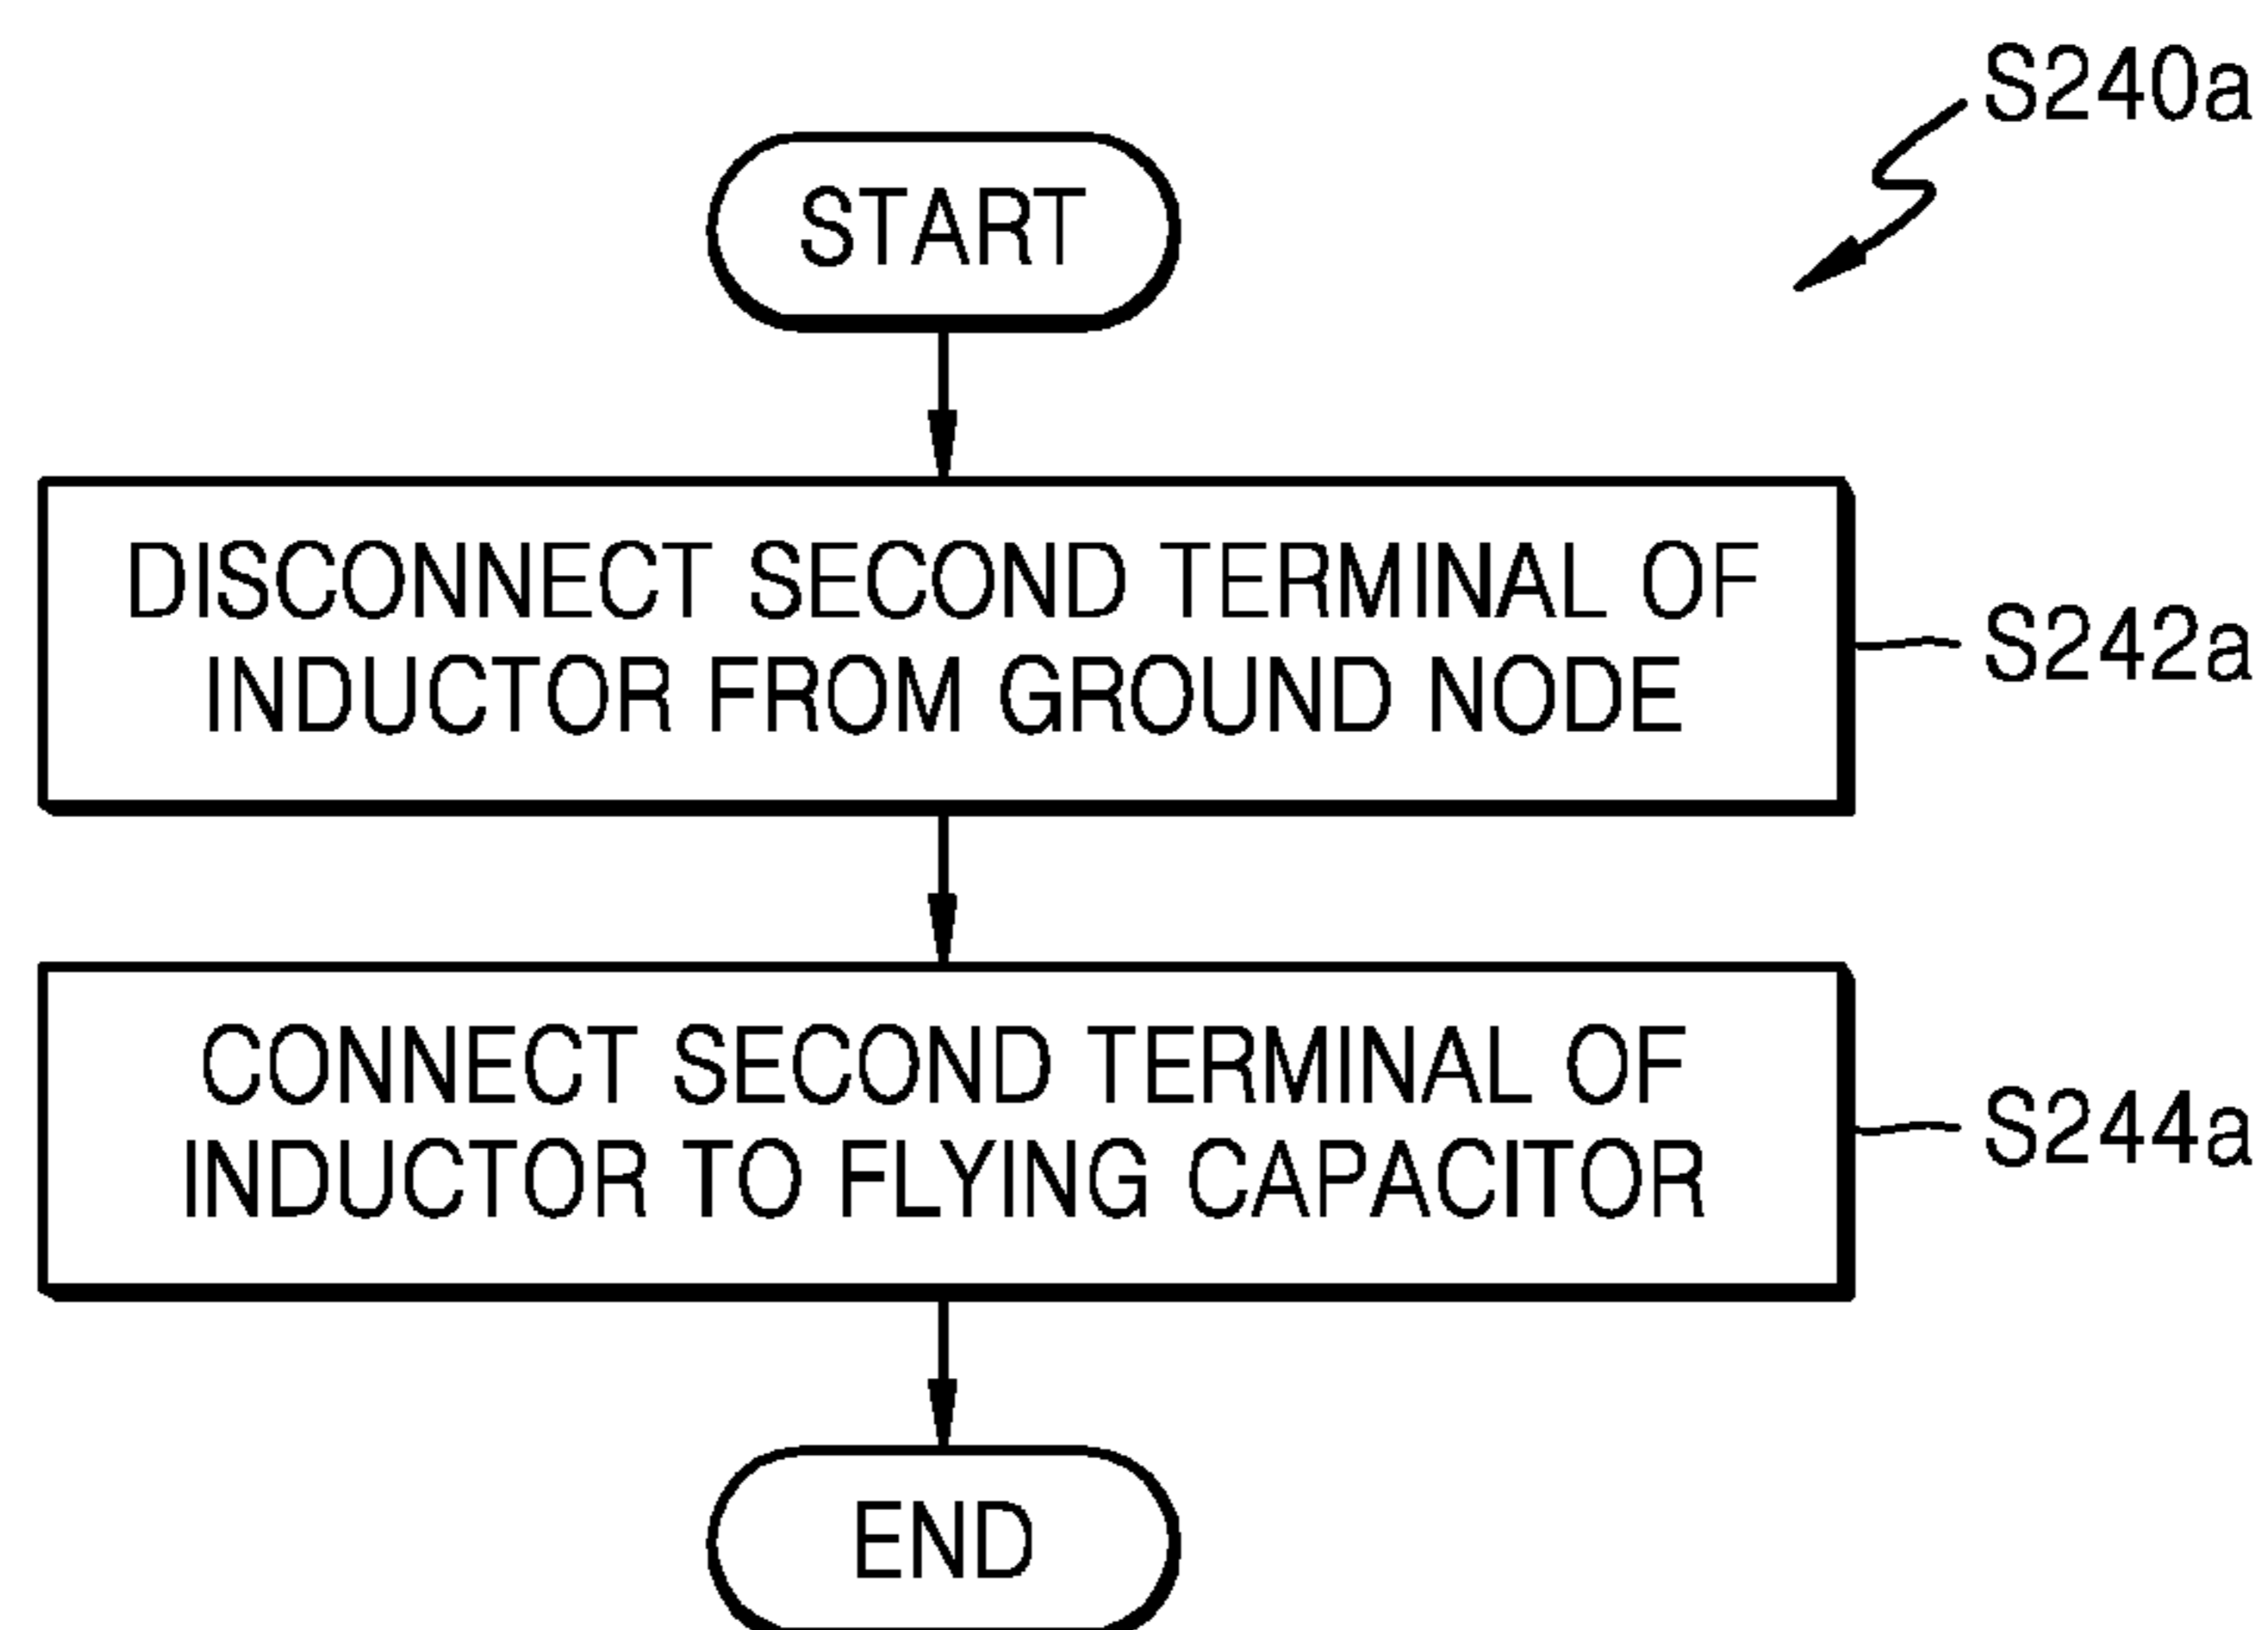 S240a
START
DISCONNECT SECOND TERMINAL OF
INDUCTOR FROM GROUND NODE
S242a
CONNECT SECOND TERMINAL OF
INDUCTOR TO FLYING CAPACITOR
S244a
END